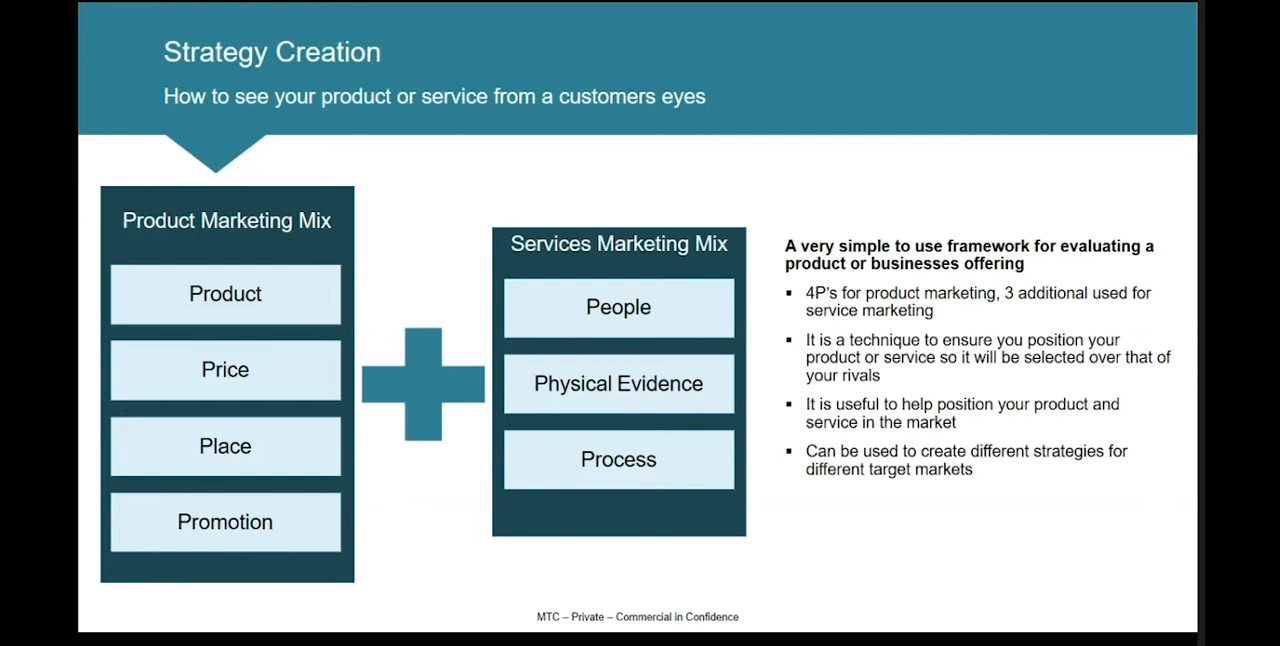 Strategy Creation
How to see your product or service from a customers eyes
Product Marketing Mix
Product
Price
Place
Promotion
Services Marketing Mix
People
Physical Evidence
Process
A very simple to use framework for evaluating a
product or businesses offering
▪ 4P's for product marketing, 3 additional used for
service marketing
▪ It is a technique to ensure you position your
product or service so it will be selected over that of
your rivals
▪ It is useful to help position your product and
service in the market
▪ Can be used to create different strategies for
different target markets
MTC – Private – Commercial in Confidence